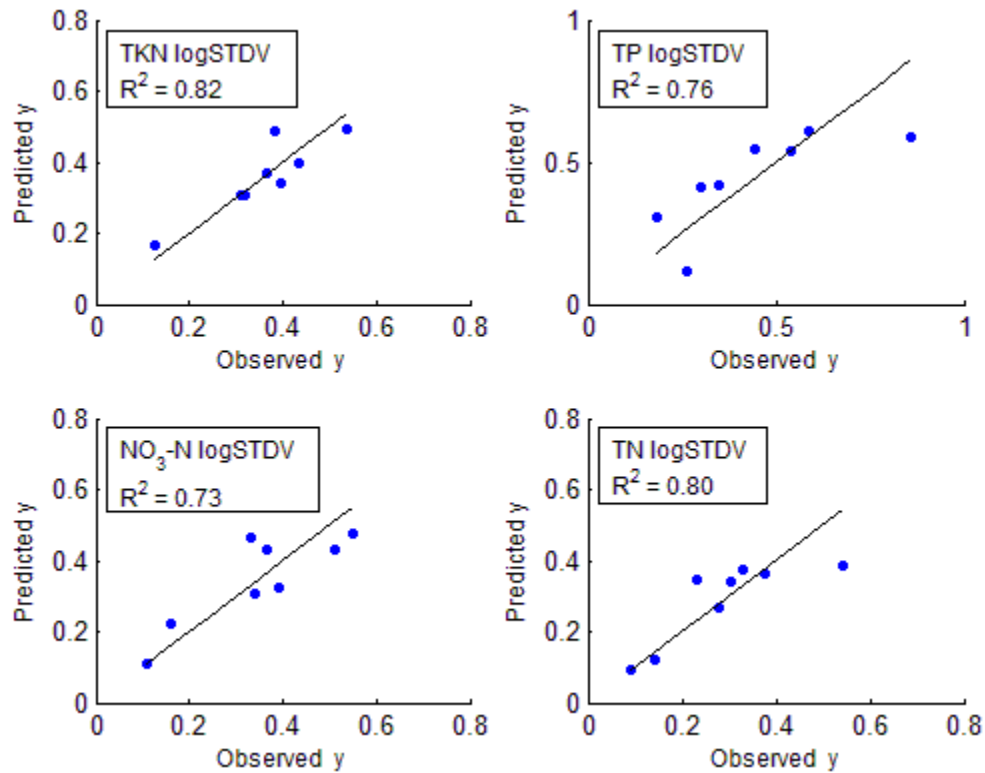 TKN logSTDV
R² = 0.82
Predicted y
0.8
0.6
0.4
0.2
0
0 0.2 0.4 0.6 0.8
Observed y
TP logSTDV
R² = 0.76
Predicted y
1
0.5
0
0 0.5 1
Observed y
NO₃-N logSTDV
R² = 0.73
Predicted y
0.8
0.6
0.4
0.2
0
0 0.2 0.4 0.6 0.8
Observed y
TN logSTDV
R² = 0.80
Predicted y
0.8
0.6
0.4
0.2
0
0 0.2 0.4 0.6 0.8
Observed y